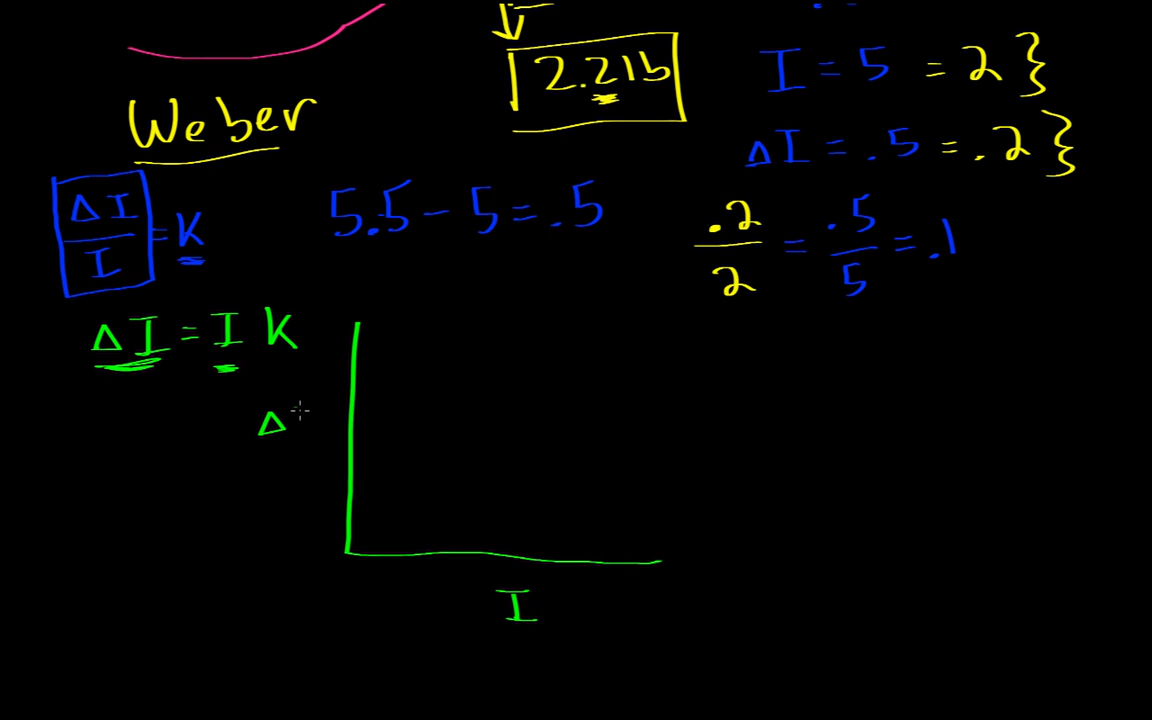 2.2lb
I = 5 = 2 }
Weber
ΔI = .5 = .2 }
ΔI / I = K
5.5 - 5 = .5
.2 / 2 = .5 / 5 = .1
ΔI = I K
Δ
I